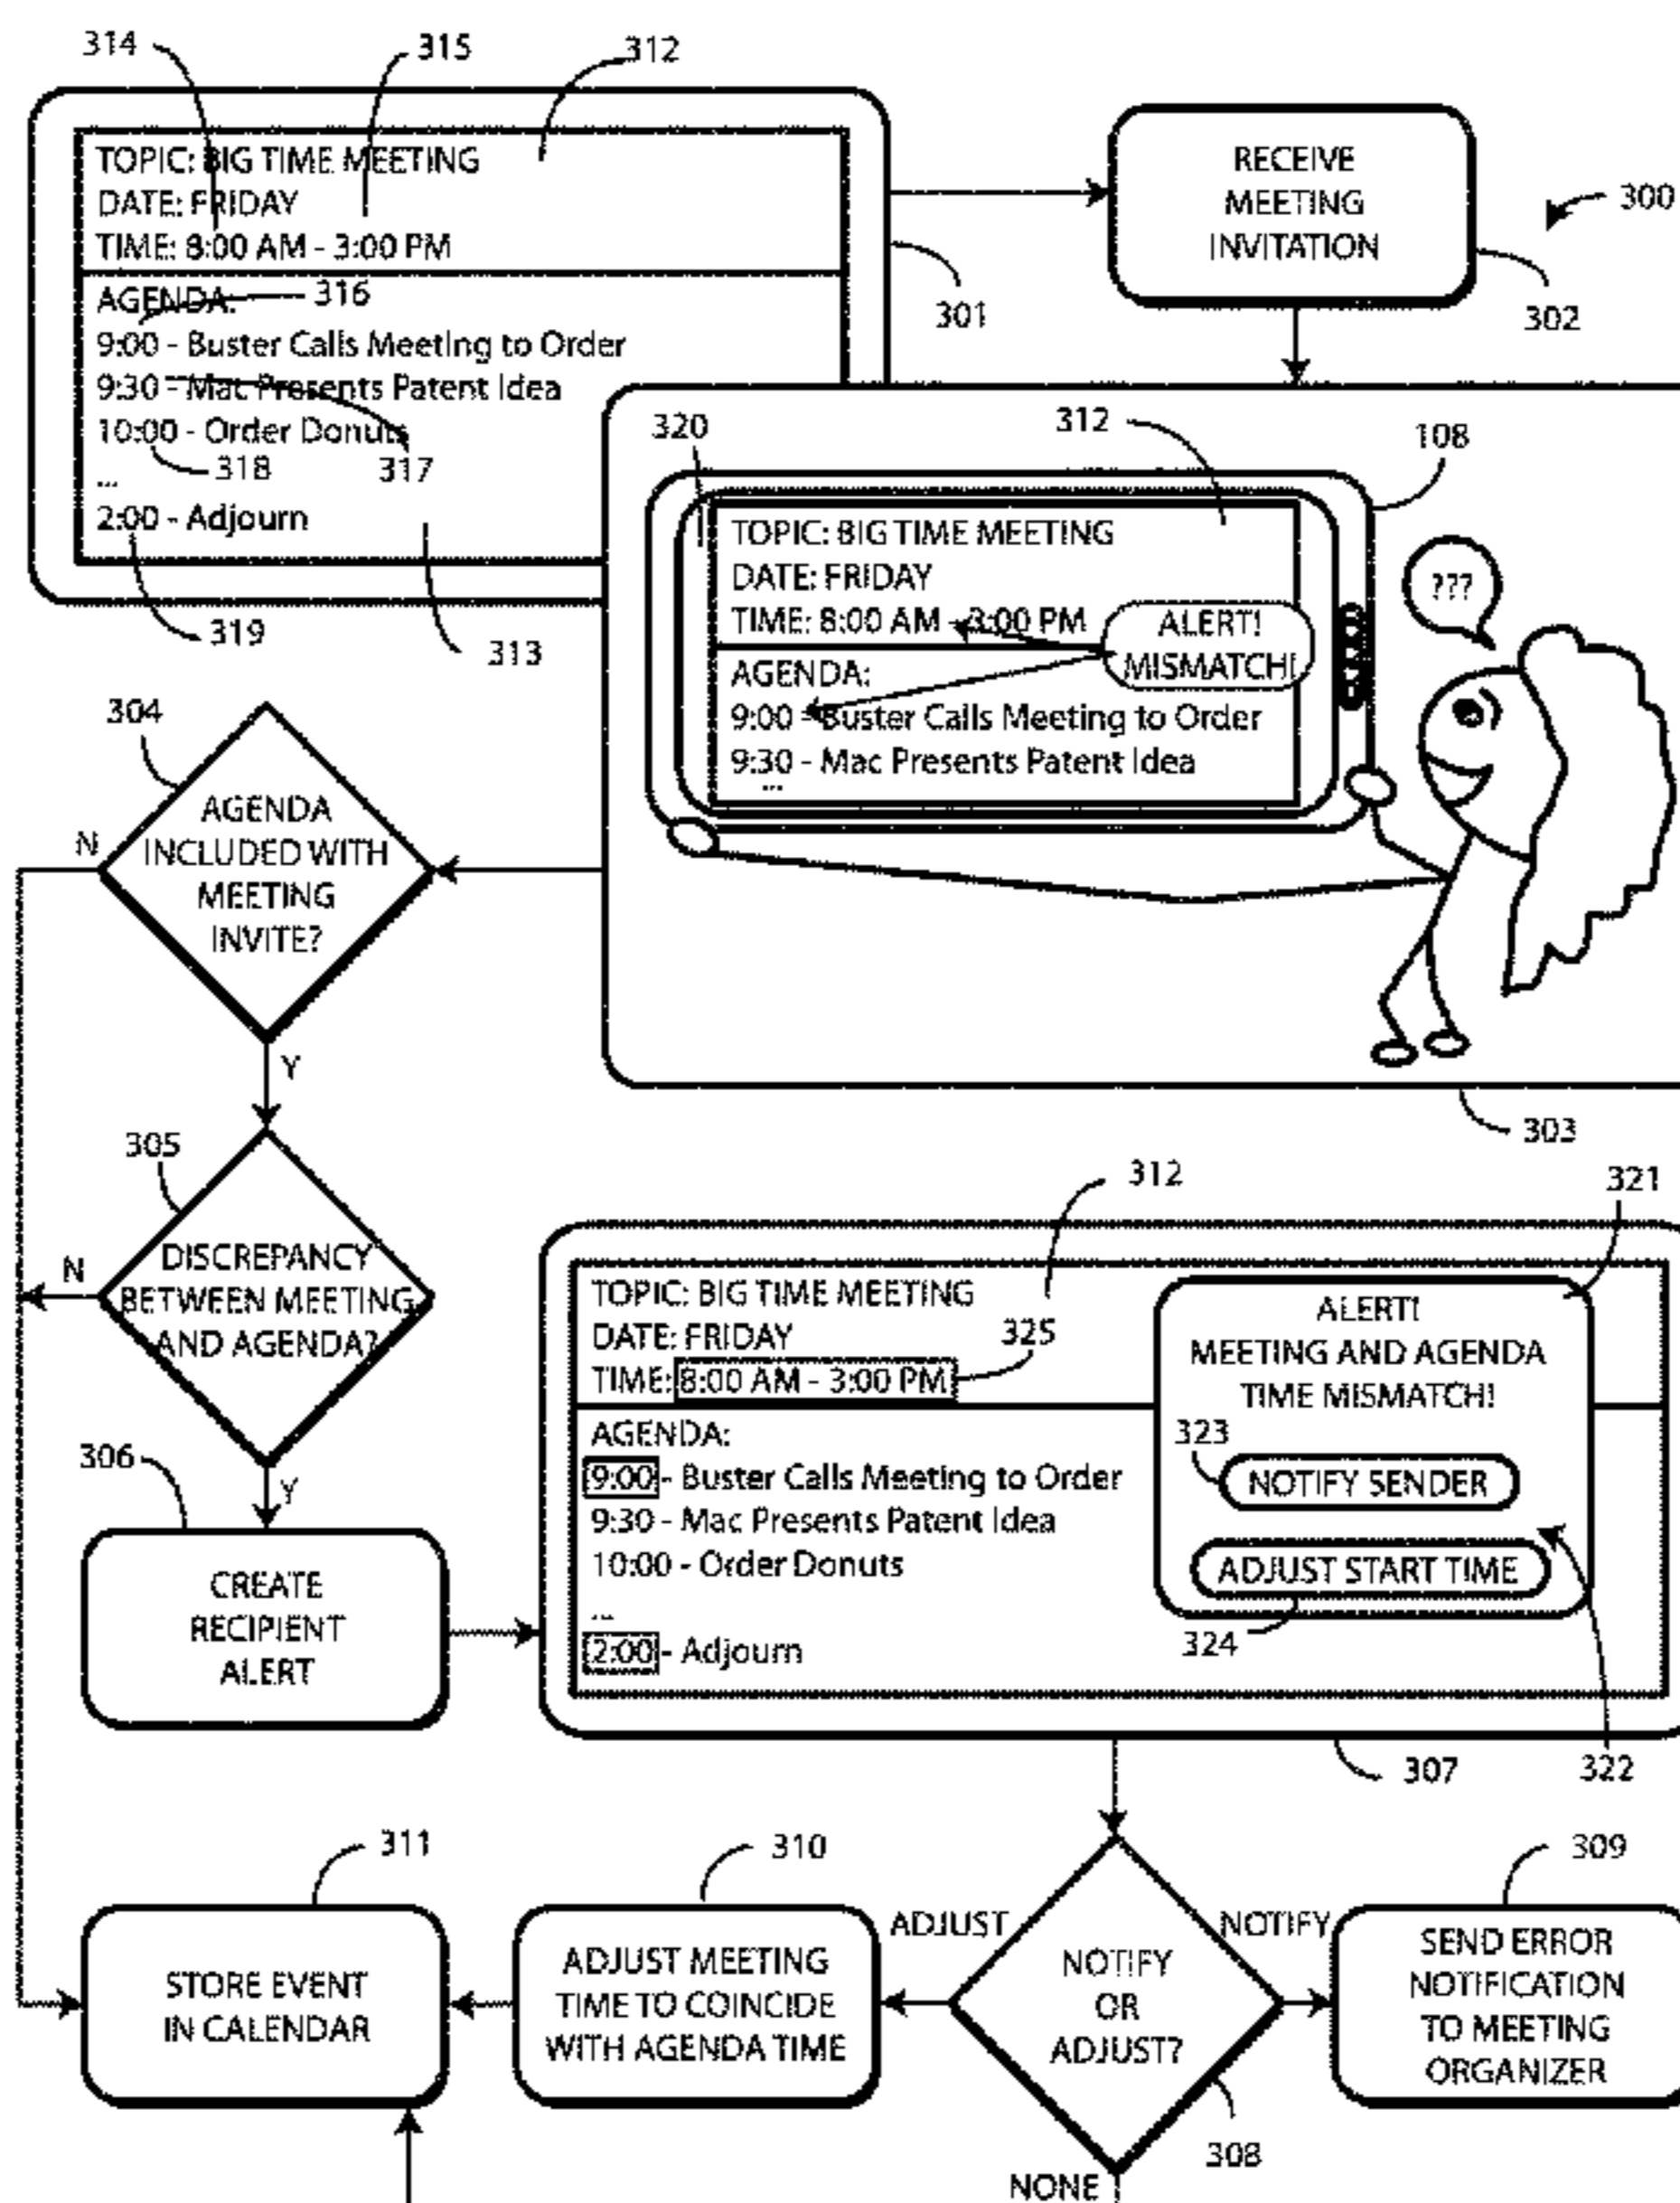 314
315
312
TOPIC: BIG TIME MEETING
DATE: FRIDAY
TIME: 8:00 AM - 3:00 PM
AGENDA:
316
9:00 - Buster Calls Meeting to Order
9:30 - Mac Presents Patent Idea
10:00 - Order Donuts
318
317
...
2:00 - Adjourn
319
313
301
RECEIVE
MEETING
INVITATION
300
302
320
312
108
TOPIC: BIG TIME MEETING
DATE: FRIDAY
TIME: 8:00 AM - 3:00 PM
ALERT!
MISMATCH!
AGENDA:
9:00 - Buster Calls Meeting to Order
9:30 - Mac Presents Patent Idea
...
???
303
304
AGENDA
INCLUDED WITH
MEETING
INVITE?
N
Y
305
DISCREPANCY
BETWEEN MEETING
AND AGENDA?
N
Y
306
CREATE
RECIPIENT
ALERT
312
321
TOPIC: BIG TIME MEETING
DATE: FRIDAY
325
TIME: 8:00 AM - 3:00 PM
AGENDA:
9:00 - Buster Calls Meeting to Order
9:30 - Mac Presents Patent Idea
10:00 - Order Donuts
...
2:00 - Adjourn
ALERT!
MEETING AND AGENDA
TIME MISMATCH!
323
NOTIFY SENDER
ADJUST START TIME
324
322
307
311
STORE EVENT
IN CALENDAR
310
ADJUST MEETING
TIME TO COINCIDE
WITH AGENDA TIME
ADJUST
NOTIFY
OR
ADJUST?
NOTIFY
308
NONE
309
SEND ERROR
NOTIFICATION
TO MEETING
ORGANIZER